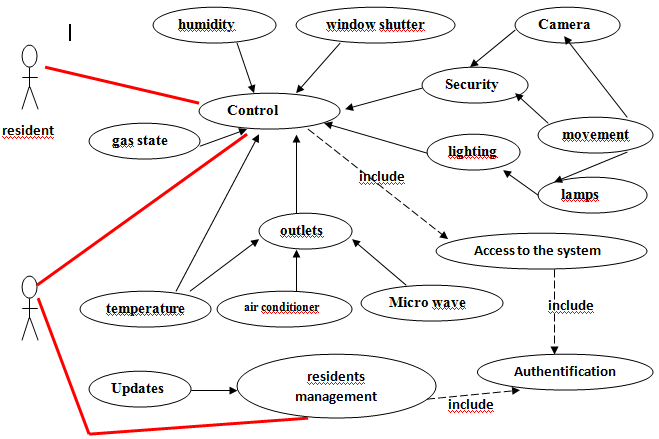 humidity
window shutter
Camera
Security
resident
Control
gas state
movement
lighting
include
lamps
outlets
Access to the system
temperature
air conditioner
Micro wave
include
Updates
residents
management
include
Authentification